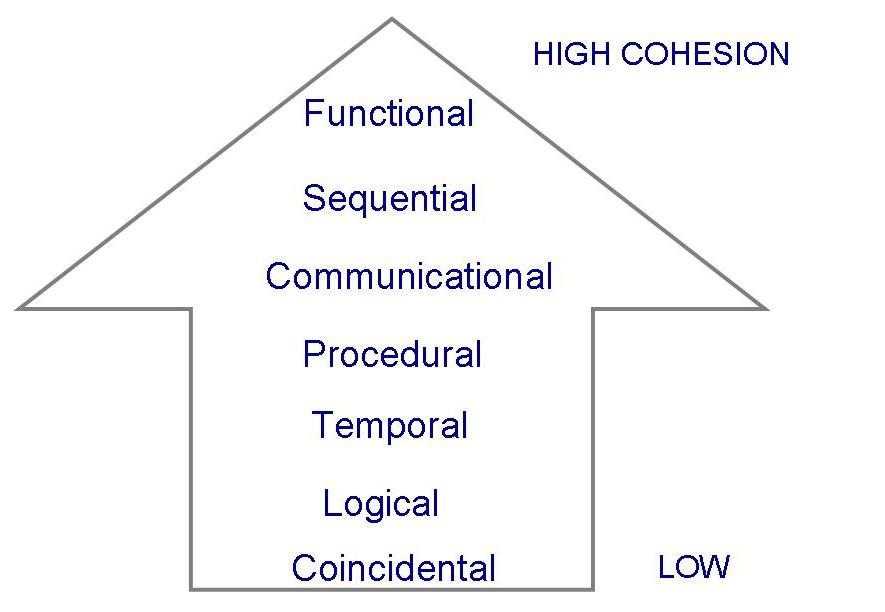 HIGH COHESION
Functional
Sequential
Communicational
Procedural
Temporal
Logical
Coincidental
LOW